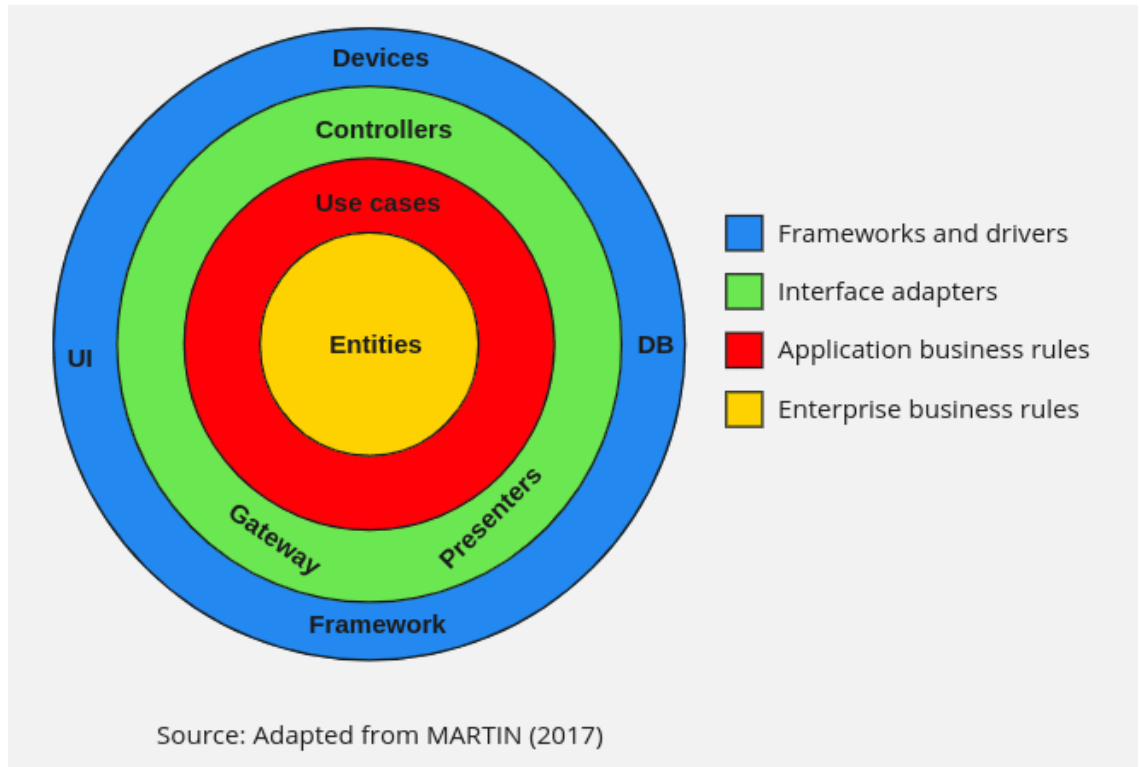 Devices
Controllers
Use cases
Entities
UI
DB
Gateway
Presenters
Framework
Frameworks and drivers
Interface adapters
Application business rules
Enterprise business rules
Source: Adapted from MARTIN (2017)